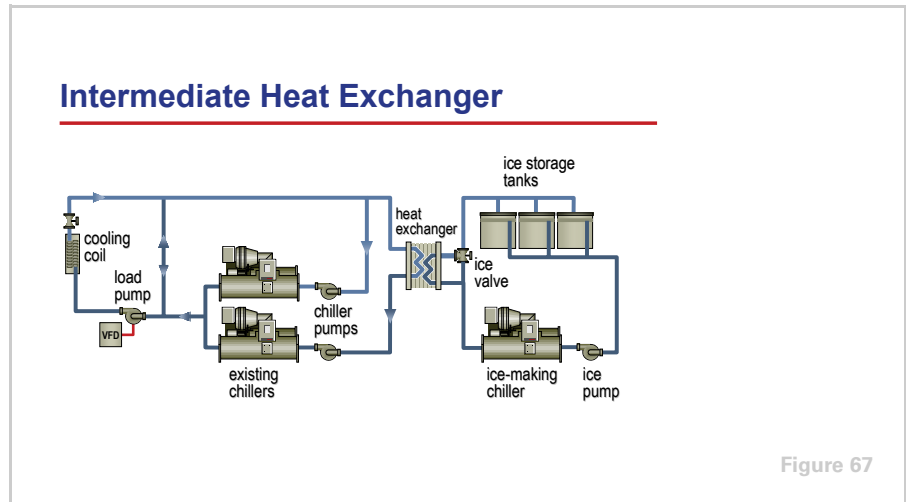 Intermediate Heat Exchanger
ice storage
tanks
heat
exchanger
cooling
coil
ice
valve
load
pump
chiller
pumps
VFD
existing
chillers
ice-making
chiller
ice
pump
Figure 67